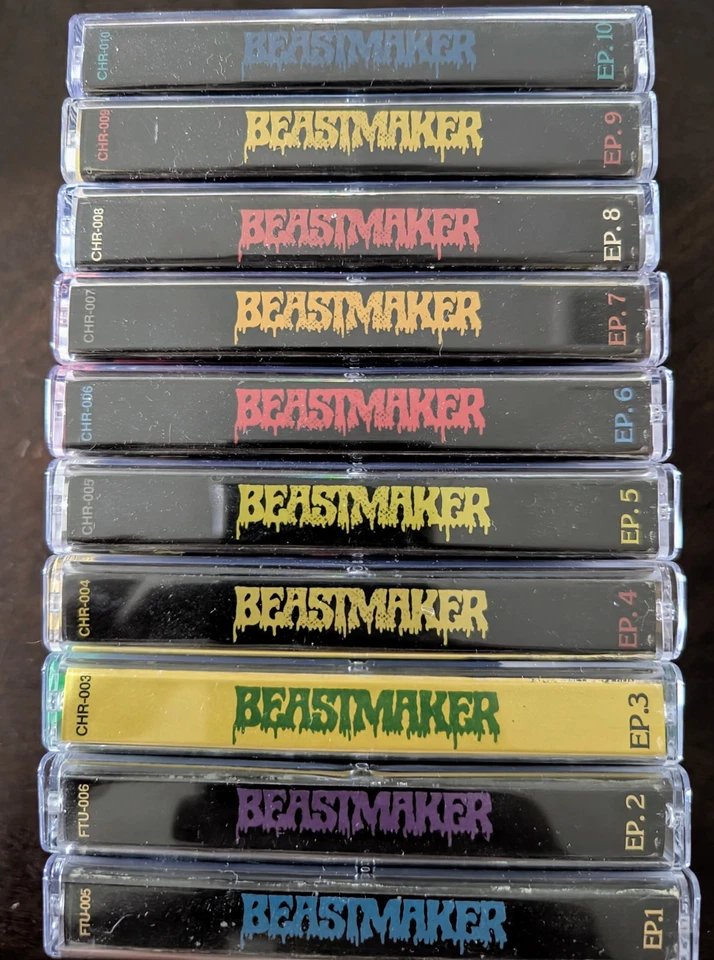 CHR-010 BEASTMAKER EP. 10
CHR-009 BEASTMAKER EP. 9
CHR-008 BEASTMAKER EP. 8
CHR-007 BEASTMAKER EP. 7
CHR-006 BEASTMAKER EP. 6
CHR-005 BEASTMAKER EP. 5
CHR-004 BEASTMAKER EP. 4
CHR-003 BEASTMAKER EP.3
FTU-006 BEASTMAKER EP. 2
FTU-005 BEASTMAKER EP.1